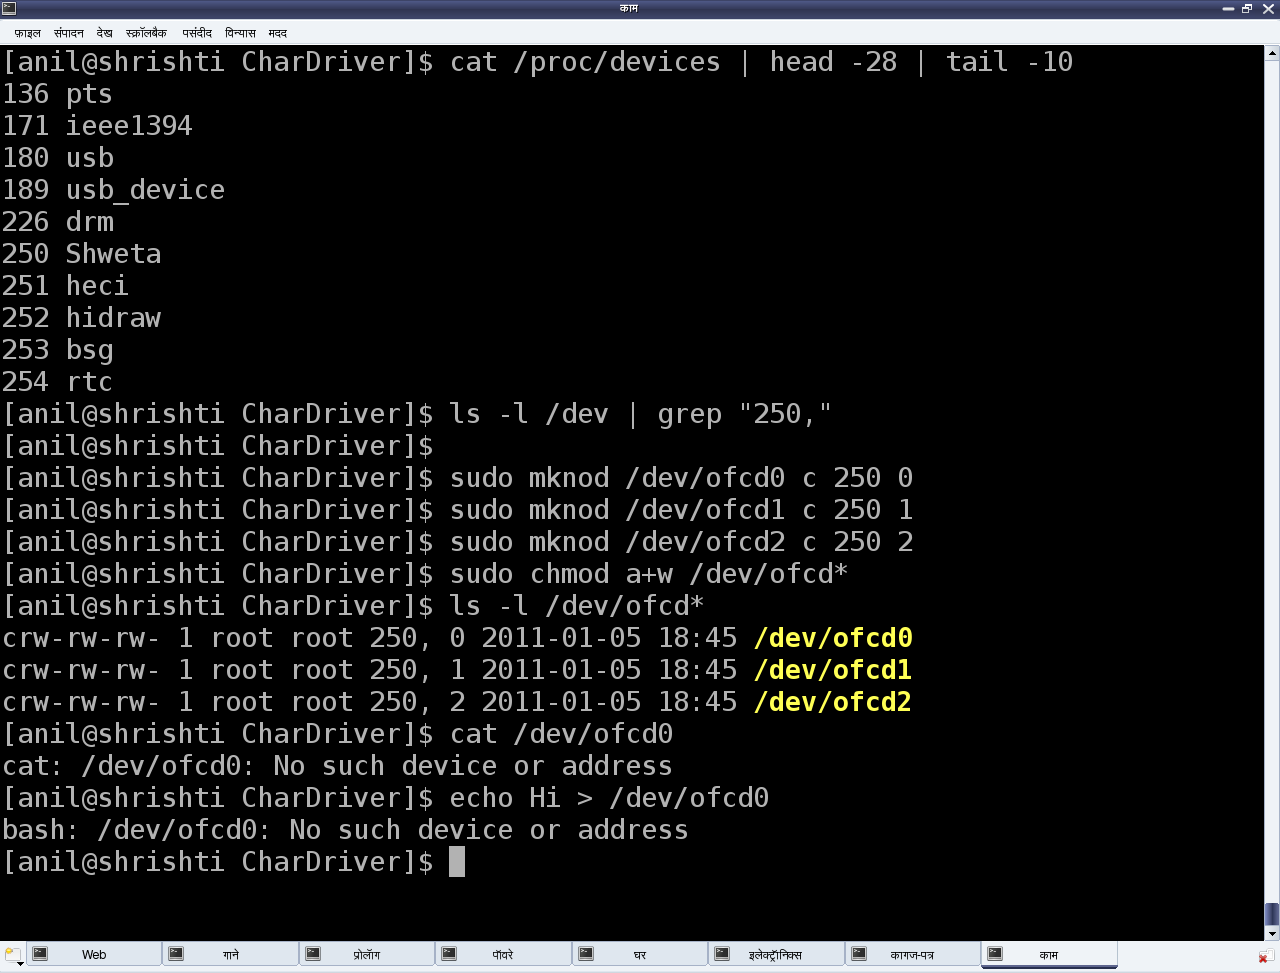 काम
फ़ाइल संपादन देख स्क्रॉलबैक पसंदीद विन्यास मदद
[anil@shrishti CharDriver]$ cat /proc/devices | head -28 | tail -10
136 pts
171 ieee1394
180 usb
189 usb_device
226 drm
250 Shweta
251 heci
252 hidraw
253 bsg
254 rtc
[anil@shrishti CharDriver]$ ls -l /dev | grep "250,"
[anil@shrishti CharDriver]$
[anil@shrishti CharDriver]$ sudo mknod /dev/ofcd0 c 250 0
[anil@shrishti CharDriver]$ sudo mknod /dev/ofcd1 c 250 1
[anil@shrishti CharDriver]$ sudo mknod /dev/ofcd2 c 250 2
[anil@shrishti CharDriver]$ sudo chmod a+w /dev/ofcd*
[anil@shrishti CharDriver]$ ls -l /dev/ofcd*
crw-rw-rw- 1 root root 250, 0 2011-01-05 18:45 /dev/ofcd0
crw-rw-rw- 1 root root 250, 1 2011-01-05 18:45 /dev/ofcd1
crw-rw-rw- 1 root root 250, 2 2011-01-05 18:45 /dev/ofcd2
[anil@shrishti CharDriver]$ cat /dev/ofcd0
cat: /dev/ofcd0: No such device or address
[anil@shrishti CharDriver]$ echo Hi > /dev/ofcd0
bash: /dev/ofcd0: No such device or address
[anil@shrishti CharDriver]$
Web गाने प्रोलॉग पॉवरे घर इलेक्ट्रॉनिक्स कागज-पत्र काम